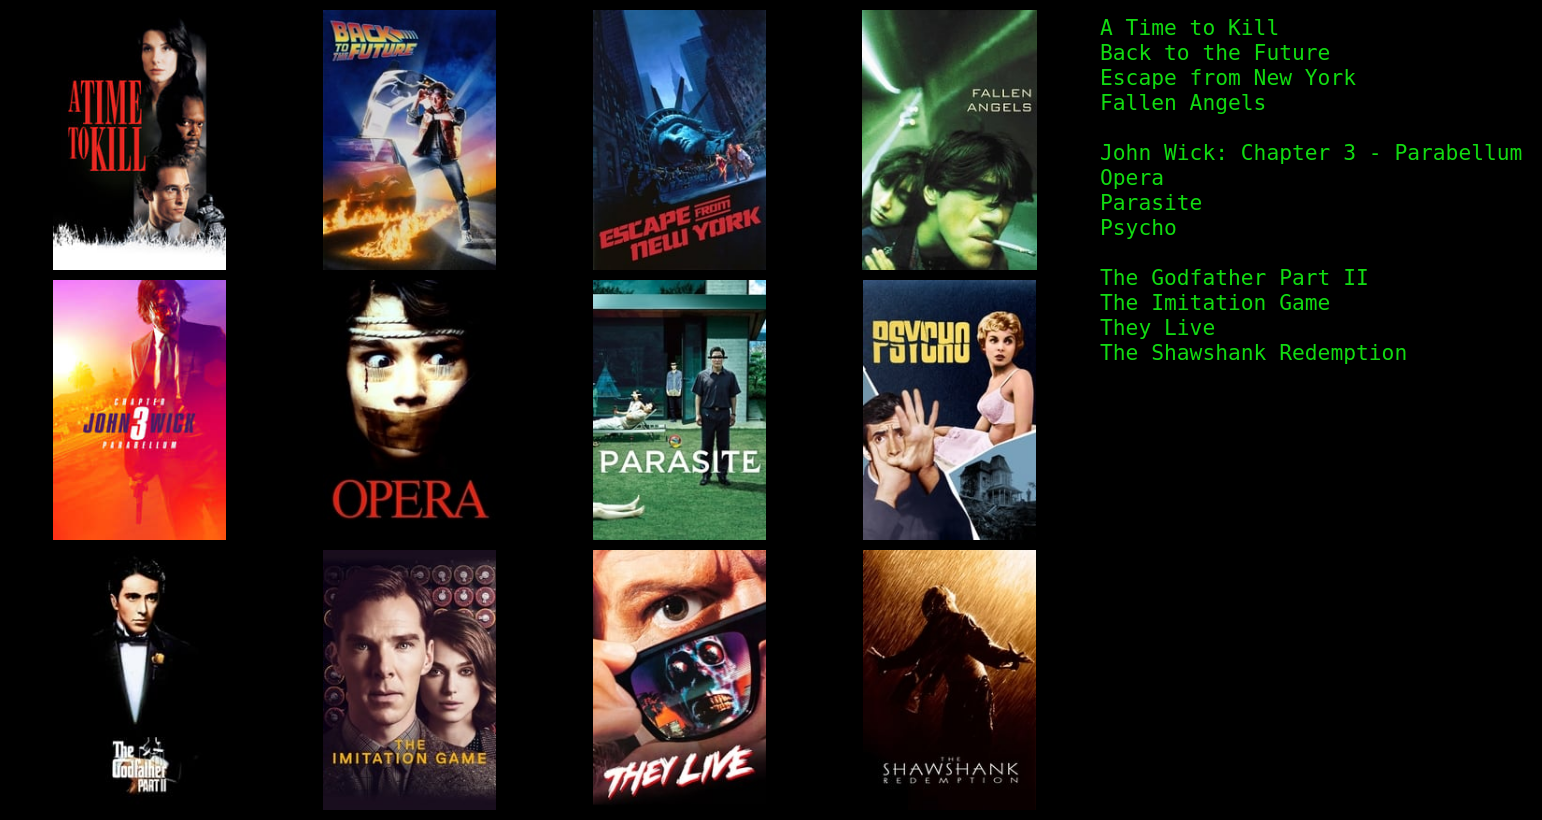 A TIME
TO KILL
BACK
TO THE
FUTURE
ESCAPE FROM
NEW YORK
FALLEN
ANGELS
CHAPTER
JOHN 3 WICK
PARABELLUM
OPERA
PARASITE
PSYCHO
The
Godfather
PART II
THE
IMITATION GAME
THEY LIVE
THE
SHAWSHANK
REDEMPTION
A Time to Kill
Back to the Future
Escape from New York
Fallen Angels
John Wick: Chapter 3 - Parabellum
Opera
Parasite
Psycho
The Godfather Part II
The Imitation Game
They Live
The Shawshank Redemption